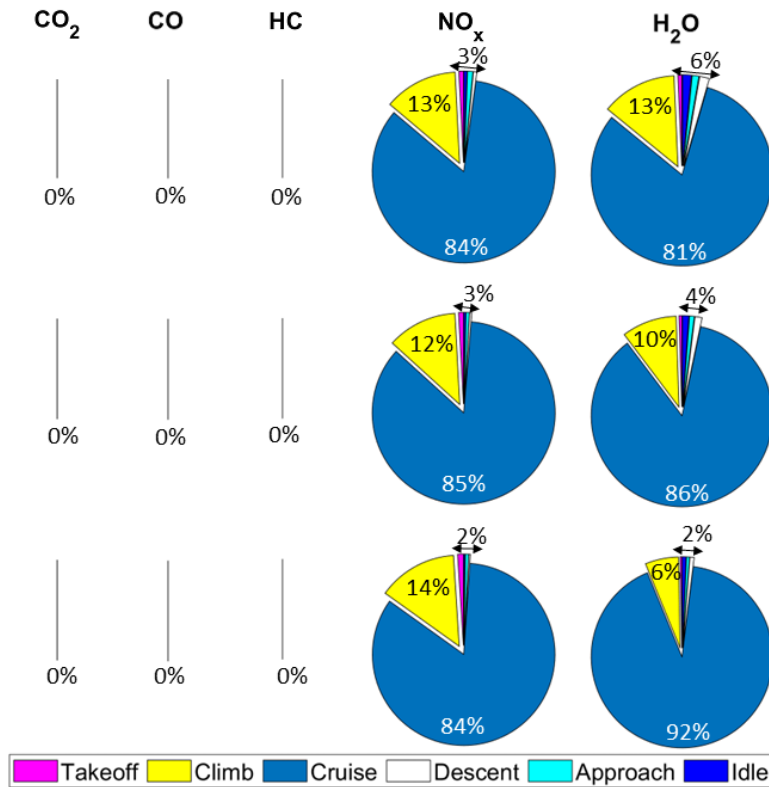 CO₂ CO HC NOₓ H₂O
3% 6%
13% 13%
0% 0% 0%
84% 81%
3% 4%
12% 10%
0% 0% 0%
85% 86%
2% 2%
14% 6%
0% 0% 0%
84% 92%
Takeoff Climb Cruise Descent Approach Idle